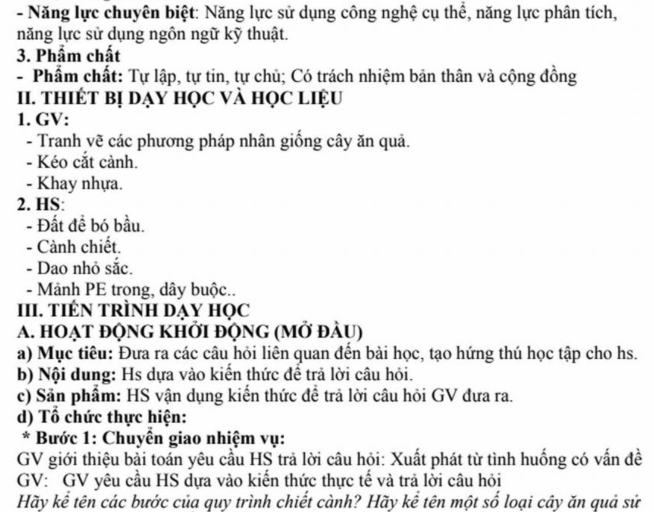 - Năng lực chuyên biệt: Năng lực sử dụng công nghệ cụ thể, năng lực phân tích,
năng lực sử dụng ngôn ngữ kỹ thuật.
3. Phẩm chất
- Phẩm chất: Tự lập, tự tin, tự chủ; Có trách nhiệm bản thân và cộng đồng
II. THIẾT BỊ DẠY HỌC VÀ HỌC LIỆU
1. GV:
- Tranh vẽ các phương pháp nhân giống cây ăn quả.
- Kéo cắt cành.
- Khay nhựa.
2. HS:
- Đất để bó bầu.
- Cành chiết.
- Dao nhỏ sắc.
- Mảnh PE trong, dây buộc..
III. TIẾN TRÌNH DẠY HỌC
A. HOẠT ĐỘNG KHỞI ĐỘNG (MỞ ĐẦU)
a) Mục tiêu: Đưa ra các câu hỏi liên quan đến bài học, tạo hứng thú học tập cho hs.
b) Nội dung: Hs dựa vào kiến thức để trả lời câu hỏi.
c) Sản phẩm: HS vận dụng kiến thức để trả lời câu hỏi GV đưa ra.
d) Tổ chức thực hiện:
* Bước 1: Chuyển giao nhiệm vụ:
GV giới thiệu bài toán yêu cầu HS trả lời câu hỏi: Xuất phát từ tình huống có vấn đề
GV: GV yêu cầu HS dựa vào kiến thức thực tế và trả lời câu hỏi
Hãy kể tên các bước của quy trình chiết cành? Hãy kể tên một số loại cây ăn quả sử